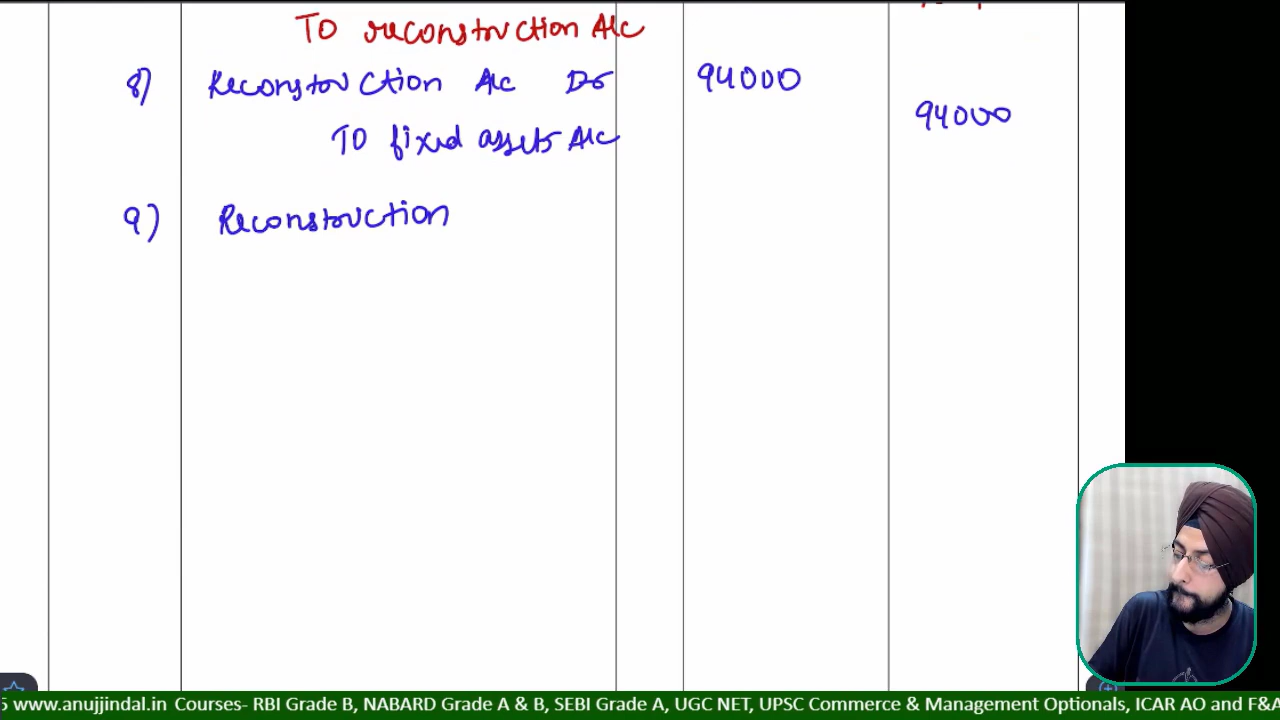 TO reconstruction A/c
8) Reconstruction A/c Dr 94000
TO fixed assets A/c 94000
9) Reconstruction
5 www.anujjindal.in Courses- RBI Grade B, NABARD Grade A & B, SEBI Grade A, UGC NET, UPSC Commerce & Management Optionals, ICAR AO and F&A